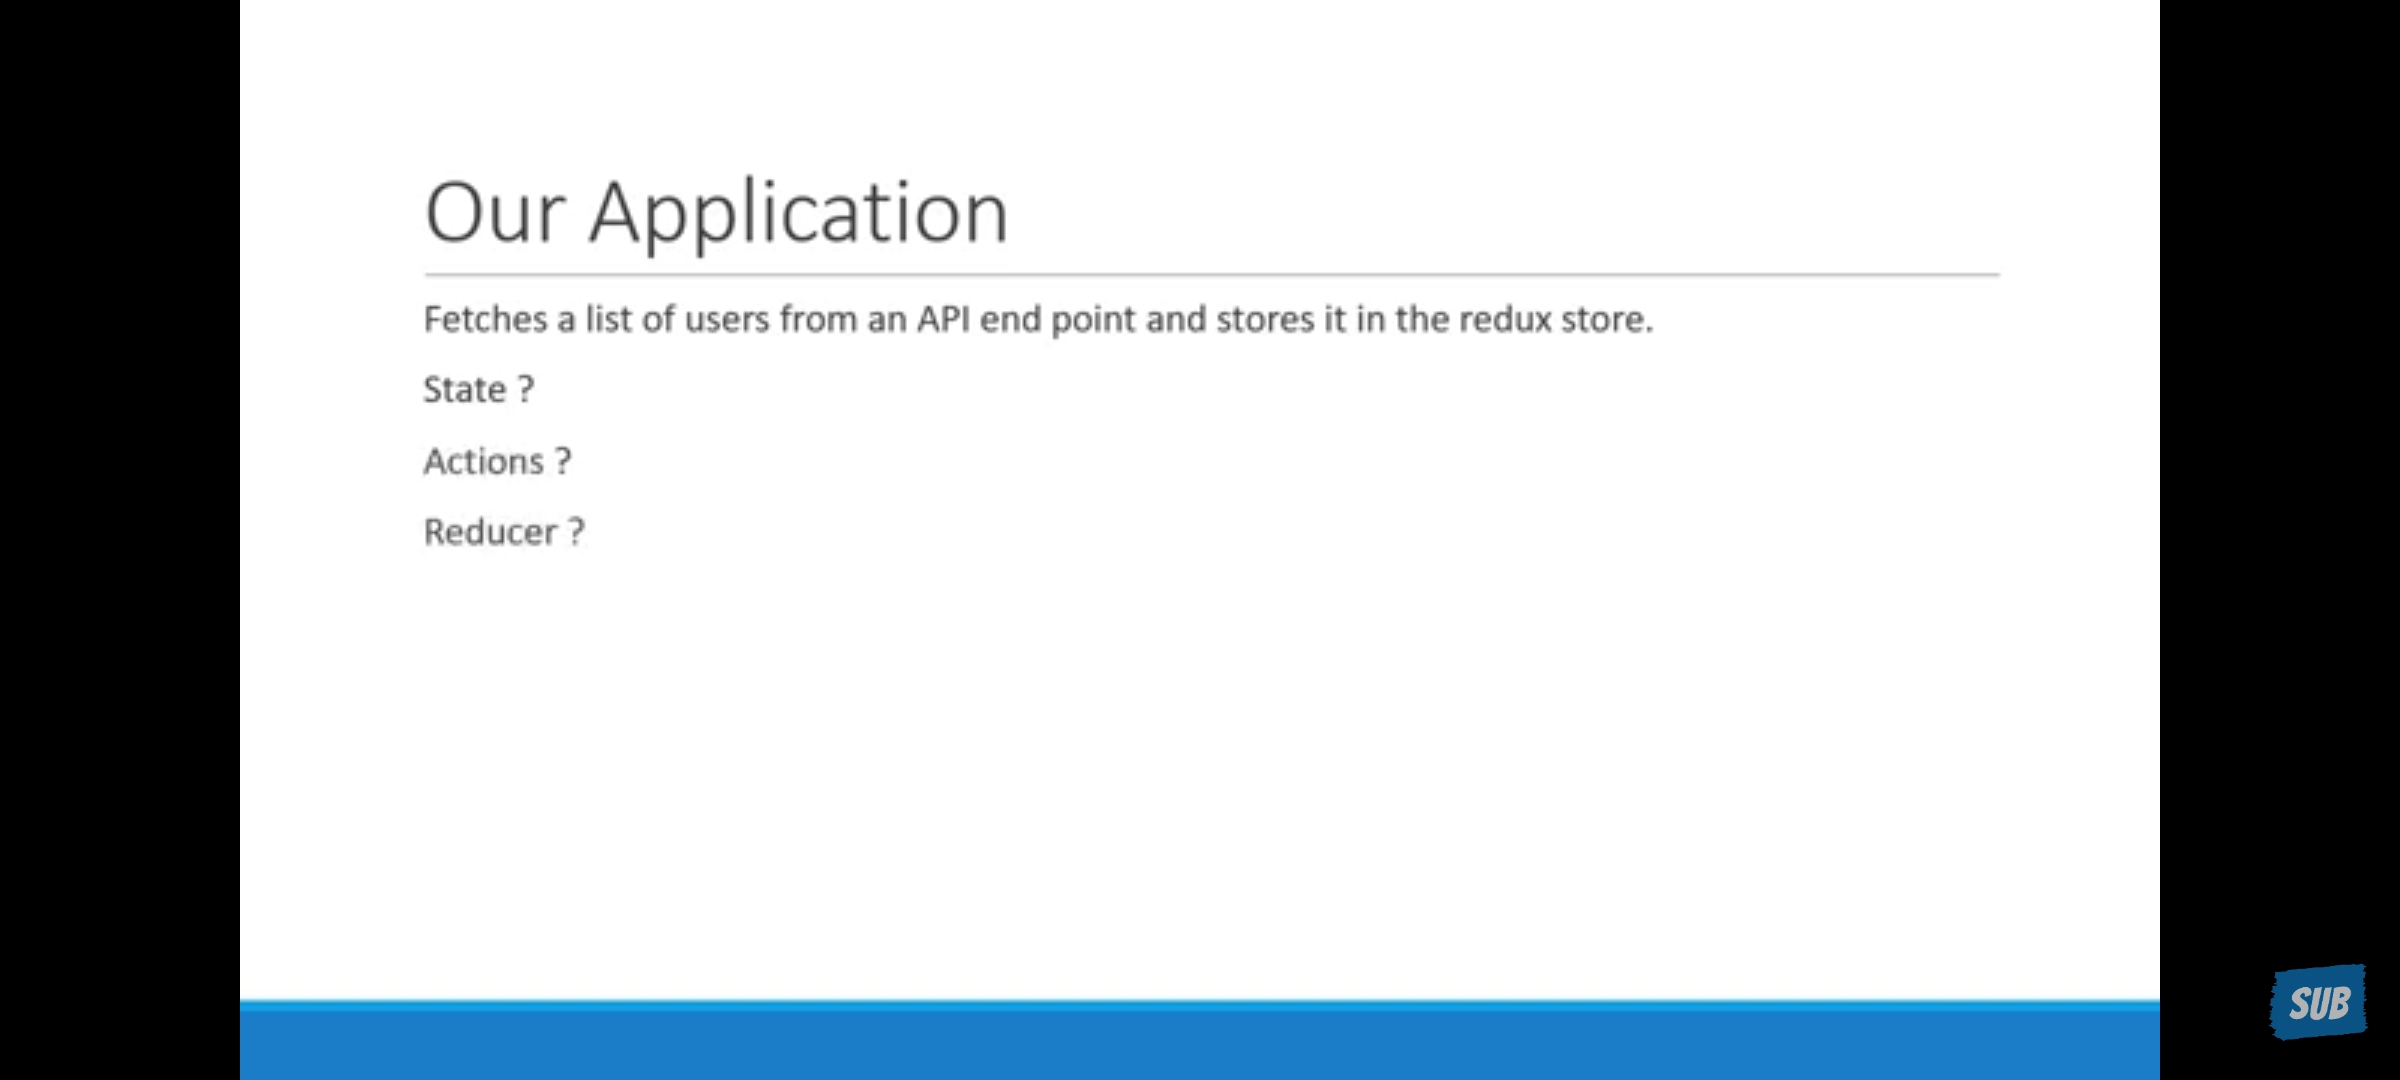 Our Application
Fetches a list of users from an API end point and stores it in the redux store.
State ?
Actions ?
Reducer ?
SUB